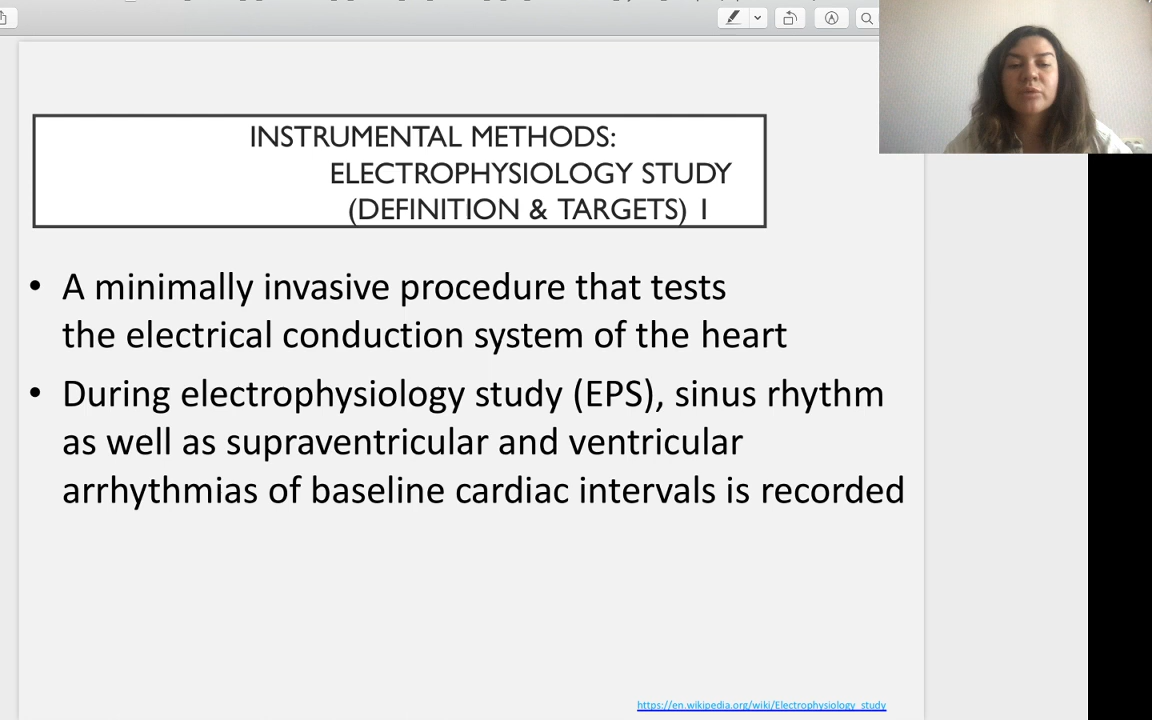 INSTRUMENTAL METHODS:
ELECTROPHYSIOLOGY STUDY
(DEFINITION & TARGETS) I
• A minimally invasive procedure that tests
the electrical conduction system of the heart
• During electrophysiology study (EPS), sinus rhythm
as well as supraventricular and ventricular
arrhythmias of baseline cardiac intervals is recorded
https://en.wikipedia.org/wiki/Electrophysiology_study